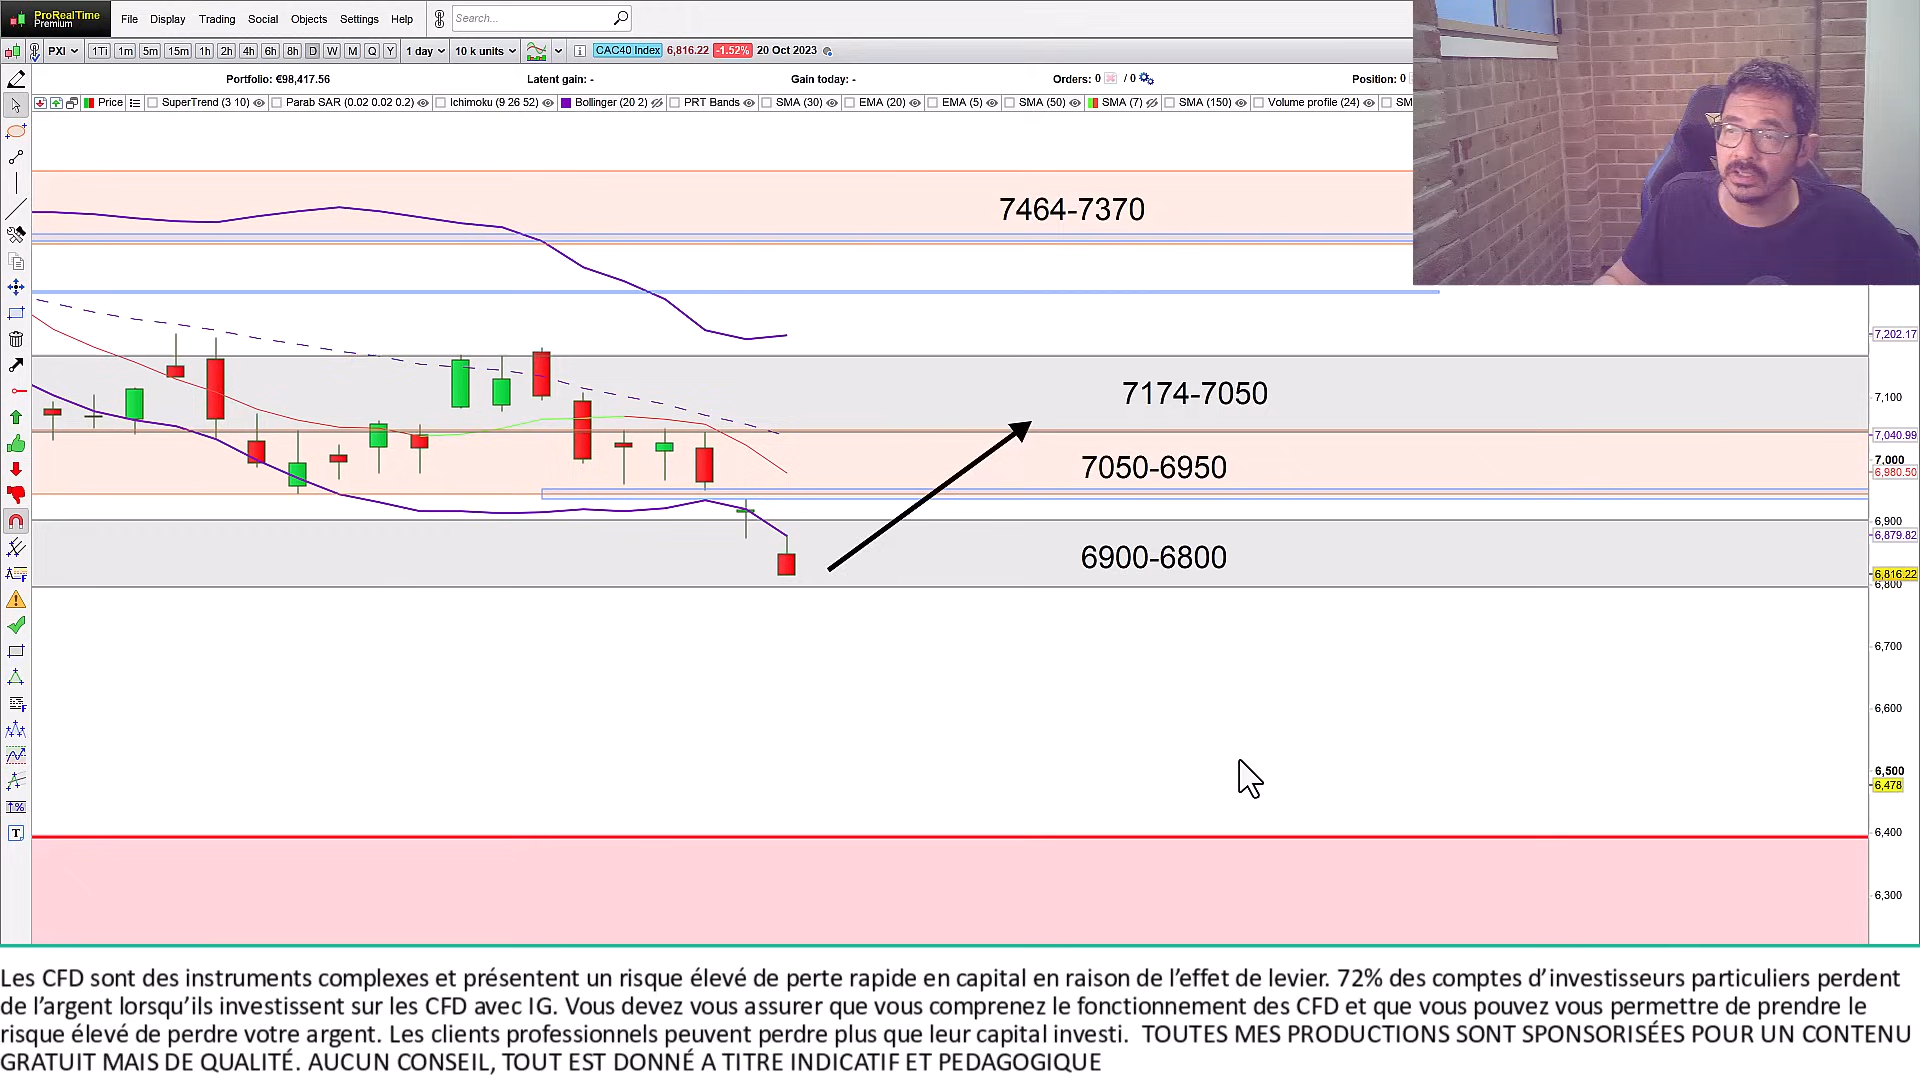 ProRealTime
Premium
File Display Trading Social Objects Settings Help Search...
PXI 1Ti 1m 5m 15m 1h 2h 4h 6h 8h D W M Q Y 1 day 10 k units CAC40 Index 6,816.22 -1.52% 20 Oct 2023
Portfolio: €98,417.56 Latent gain: - Gain today: - Orders: 0 / 0 Position: 0
Price SuperTrend (3 10) Parab SAR (0.02 0.02 0.2) Ichimoku (9 26 52) Bollinger (20 2) PRT Bands SMA (30) EMA (20) EMA (5) SMA (50) SMA (7) SMA (150) Volume profile (24) SM
7464-7370
7,202.17
7174-7050
7,100
7,040.99
7,000
7050-6950
6,980.50
6,900
6,879.82
6900-6800
6,816.22
6,800
6,700
6,600
6,500
6,478
6,400
6,300
Les CFD sont des instruments complexes et présentent un risque élevé de perte rapide en capital en raison de l’effet de levier. 72% des comptes d’investisseurs particuliers perdent
de l’argent lorsqu’ils investissent sur les CFD avec IG. Vous devez vous assurer que vous comprenez le fonctionnement des CFD et que vous pouvez vous permettre de prendre le
risque élevé de perdre votre argent. Les clients professionnels peuvent perdre plus que leur capital investi. TOUTES MES PRODUCTIONS SONT SPONSORISÉES POUR UN CONTENU
GRATUIT MAIS DE QUALITÉ. AUCUN CONSEIL, TOUT EST DONNÉ A TITRE INDICATIF ET PEDAGOGIQUE